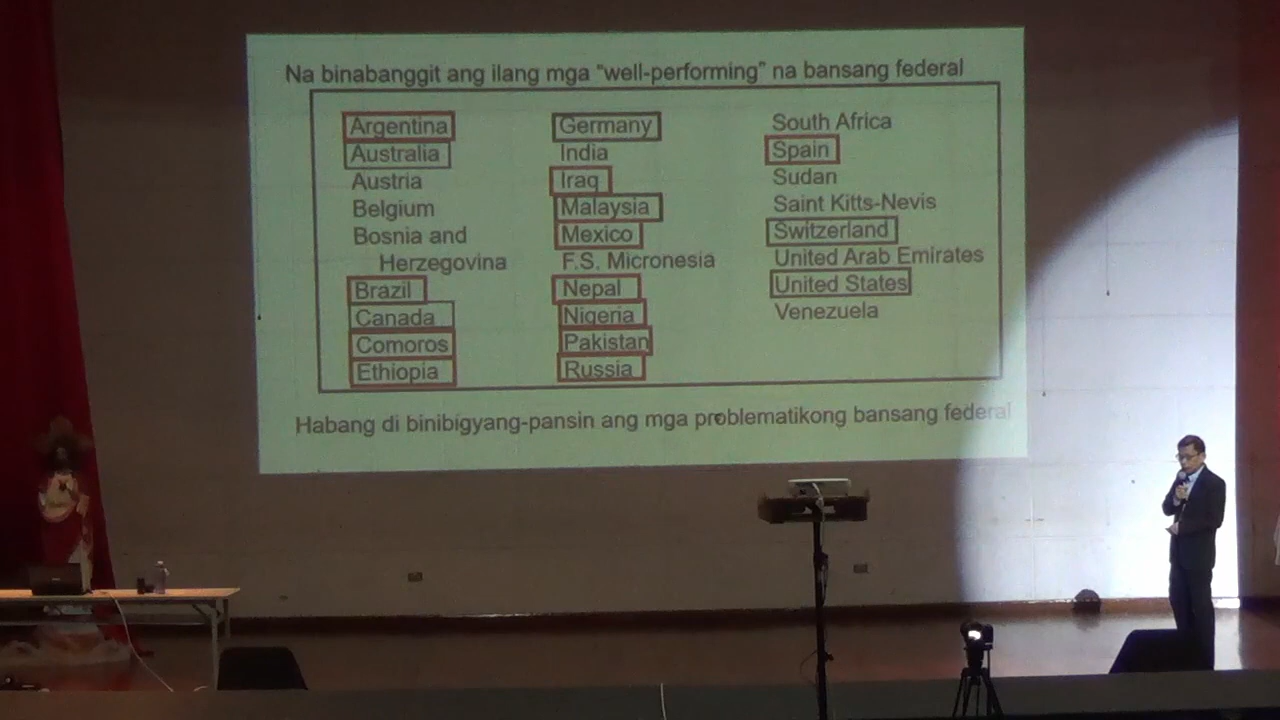 Na binabanggit ang ilang mga “well-performing” na bansang federal
Argentina
Australia
Austria
Belgium
Bosnia and
Herzegovina
Brazil
Canada
Comoros
Ethiopia
Germany
India
Iraq
Malaysia
Mexico
F.S. Micronesia
Nepal
Nigeria
Pakistan
Russia
South Africa
Spain
Sudan
Saint Kitts-Nevis
Switzerland
United Arab Emirates
United States
Venezuela
Habang di binibigyang-pansin ang mga problematikong bansang federal